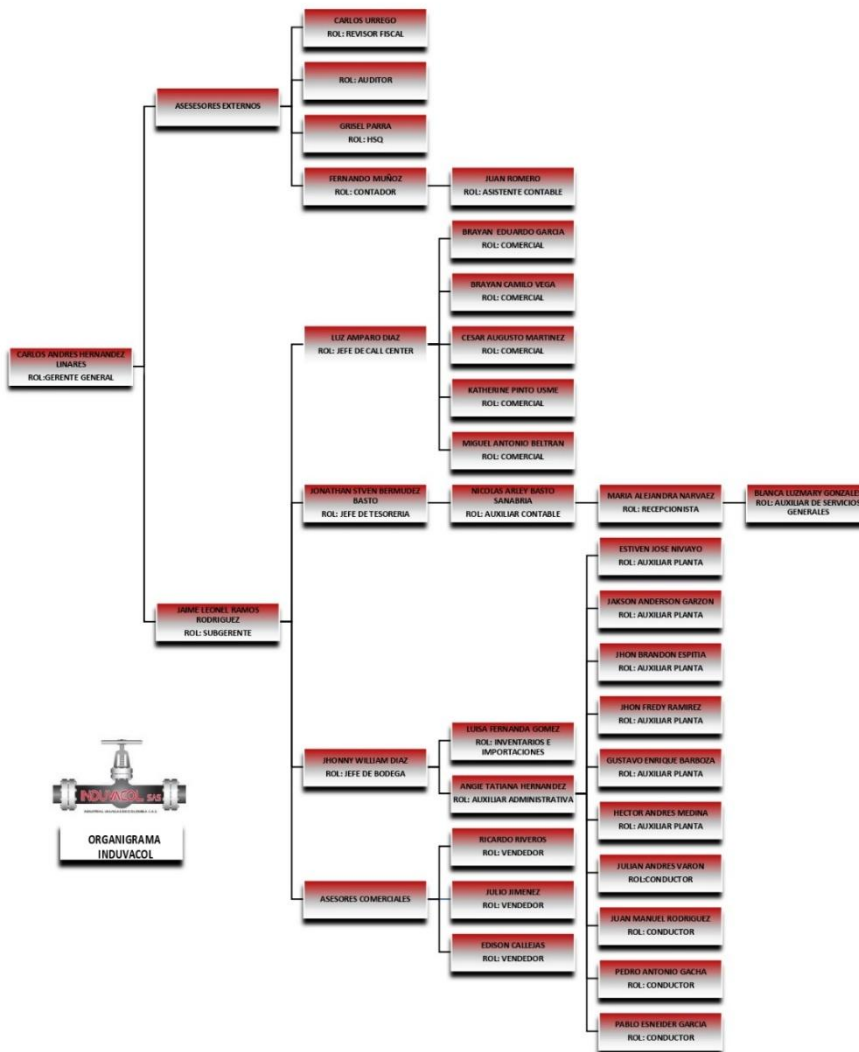 CARLOS URREGO
ROL: REVISOR FISCAL
ROL: AUDITOR
ASESESORES EXTERNOS
GRISEL PARRA
ROL: HSQ
FERNANDO MUÑOZ
ROL: CONTADOR
JUAN ROMERO
ROL: ASISTENTE CONTABLE
CARLOS ANDRES HERNANDEZ
LINARES
ROL:GERENTE GENERAL
BRAYAN EDUARDO GARCIA
ROL: COMERCIAL
BRAYAN CAMILO VEGA
ROL: COMERCIAL
LUZ AMPARO DIAZ
ROL: JEFE DE CALL CENTER
CESAR AUGUSTO MARTINEZ
ROL: COMERCIAL
KATHERINE PINTO USME
ROL: COMERCIAL
MIGUEL ANTONIO BELTRAN
ROL: COMERCIAL
JONATHAN STVEN BERMUDEZ
BASTO
ROL: JEFE DE TESORERIA
NICOLAS ARLEY BASTO
SANABRIA
ROL: AUXILIAR CONTABLE
MARIA ALEJANDRA NARVAEZ
ROL: RECEPCIONISTA
BLANCA LUZMARY GONZALES
ROL: AUXILIAR DE SERVICIOS
GENERALES
JAIME LEONEL RAMOS
RODRIGUEZ
ROL: SUBGERENTE
JHONNY WILLIAM DIAZ
ROL: JEFE DE BODEGA
LUISA FERNANDA GOMEZ
ROL: INVENTARIOS E
IMPORTACIONES
ANGIE TATIANA HERNANDEZ
ROL: AUXILIAR ADMINISTRATIVA
ESTIVEN JOSE NIVIAYO
ROL: AUXILIAR PLANTA
JAKSON ANDERSON GARZON
ROL: AUXILIAR PLANTA
JHON BRANDON ESPITIA
ROL: AUXILIAR PLANTA
JHON FREDY RAMIREZ
ROL: AUXILIAR PLANTA
GUSTAVO ENRIQUE BARBOZA
ROL: AUXILIAR PLANTA
HECTOR ANDRES MEDINA
ROL: AUXILIAR PLANTA
JULIAN ANDRES VARON
ROL:CONDUCTOR
JUAN MANUEL RODRIGUEZ
ROL: CONDUCTOR
PEDRO ANTONIO GACHA
ROL: CONDUCTOR
PABLO ESNEIDER GARCIA
ROL: CONDUCTOR
ASESORES COMERCIALES
RICARDO RIVEROS
ROL: VENDEDOR
JULIO JIMENEZ
ROL: VENDEDOR
EDISON CALLEJAS
ROL: VENDEDOR
INDUVACOL SAS
ORGANIGRAMA
INDUVACOL